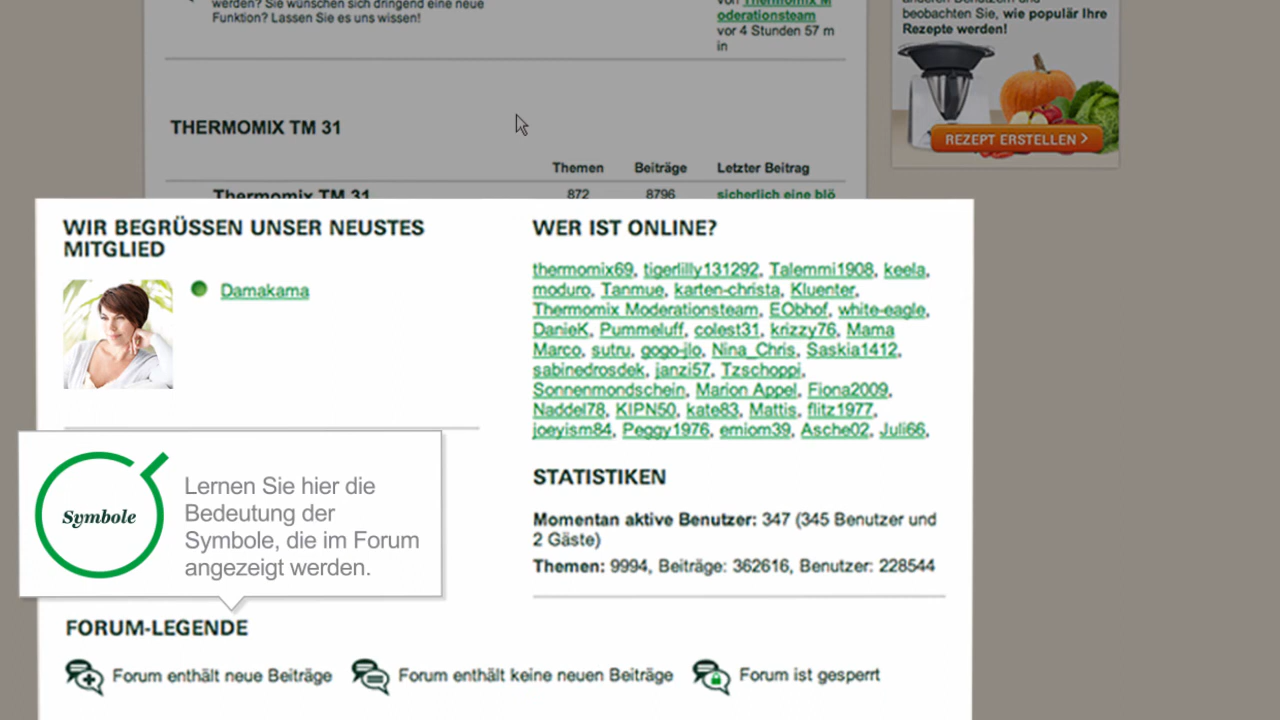 werden? Sie wünschen sich dringend eine neue
Funktion? Lassen Sie es uns wissen!
von Thermomix M
oderationsteam
vor 4 Stunden 57 m
in
beobachten Sie, wie populär Ihre
Rezepte werden!
REZEPT ERSTELLEN
THERMOMIX TM 31
Themen Beiträge Letzter Beitrag
Thermomix TM 31 872 8796 sicherlich eine blö
WIR BEGRÜSSEN UNSER NEUSTES
MITGLIED
Damakama
WER IST ONLINE?
thermomix69, tigerlilly131292, Talemmi1908, keela,
moduro, Tanmue, karten-christa, Kluenter,
Thermomix Moderationsteam, EObhof, white-eagle,
DanieK, Pummeluff, colest31, krizzy76, Mama
Marco, sutru, gogo-jlo, Nina_Chris, Saskia1412,
sabinedrosdek, janzi57, Tzschoppi,
Sonnenmondschein, Marion Appel, Fiona2009,
Naddel78, KIPN50, kate83, Mattis, flitz1977,
joeyism84, Peggy1976, emiom39, Asche02, Juli66,
STATISTIKEN
Momentan aktive Benutzer: 347 (345 Benutzer und
2 Gäste)
Themen: 9994, Beiträge: 362616, Benutzer: 228544
Symbole
Lernen Sie hier die
Bedeutung der
Symbole, die im Forum
angezeigt werden.
FORUM-LEGENDE
Forum enthält neue Beiträge Forum enthält keine neuen Beiträge Forum ist gesperrt